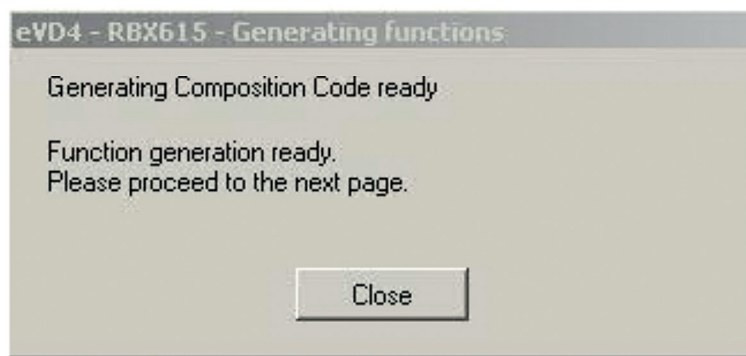 eVD4 - RBX615 - Generating functions
Generating Composition Code ready
Function generation ready.
Please proceed to the next page.
Close